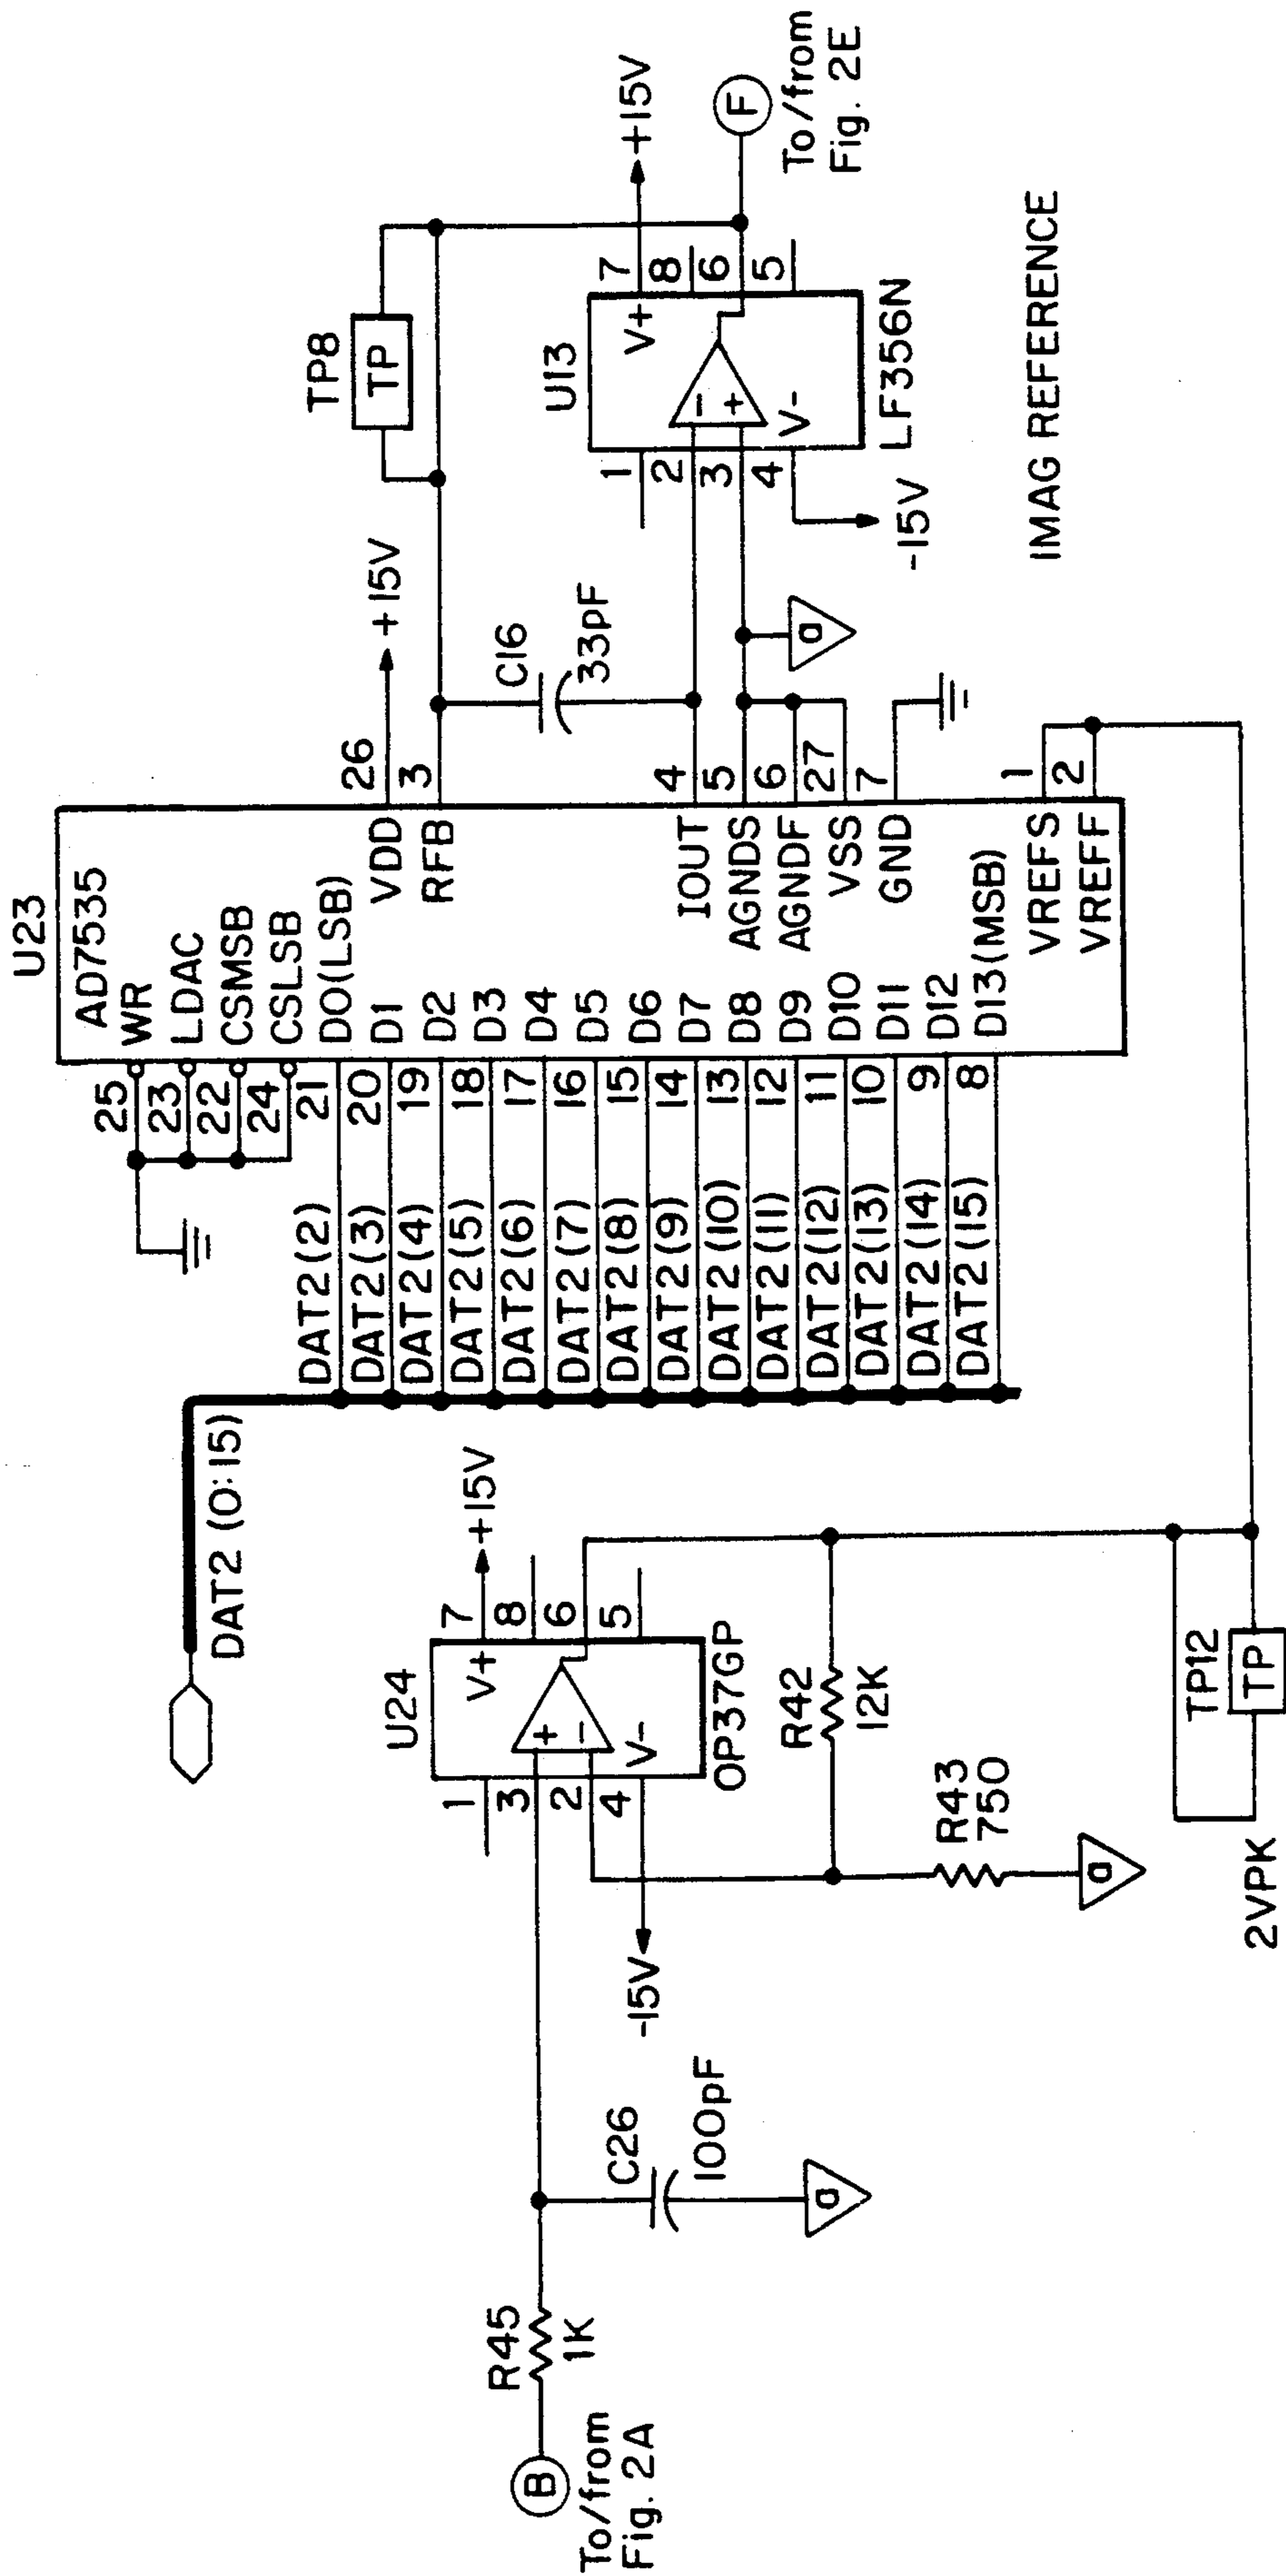 U23
AD7535
25 WR
23 LDAC
22 CSMSB
24 CSLSB
DAT2 (0:15)
DAT2 (2) 21 D0(LSB)
DAT2 (3) 20 D1
DAT2 (4) 19 D2
DAT2 (5) 18 D3
DAT2 (6) 17 D4
DAT2 (7) 16 D5
DAT2 (8) 15 D6
DAT2 (9) 14 D7
DAT2 (10) 13 D8
DAT2 (11) 12 D9
DAT2 (12) 11 D10
DAT2 (13) 10 D11
DAT2 (14) 9 D12
DAT2 (15) 8 D13(MSB)
VDD 26 +15V
RFB 3
IOUT 4
AGNDS 5
AGNDF 6
VSS 27
GND 7
VREFS 1
VREFF 2
C16
33pF
a
TP8
TP
U13
1
2 -
3 +
4 V-
V+ 7 +15V
8
6
5
-15V
LF356N
F
To/from
Fig. 2E
IMAG REFERENCE
U24
1
3 +
2 -
4 V-
V+ 7 +15V
8
6
5
-15V
OP37GP
R42
12K
R43
750
a
TP12
TP
2VPK
C26
100pF
a
R45
1K
B
To/from
Fig. 2A